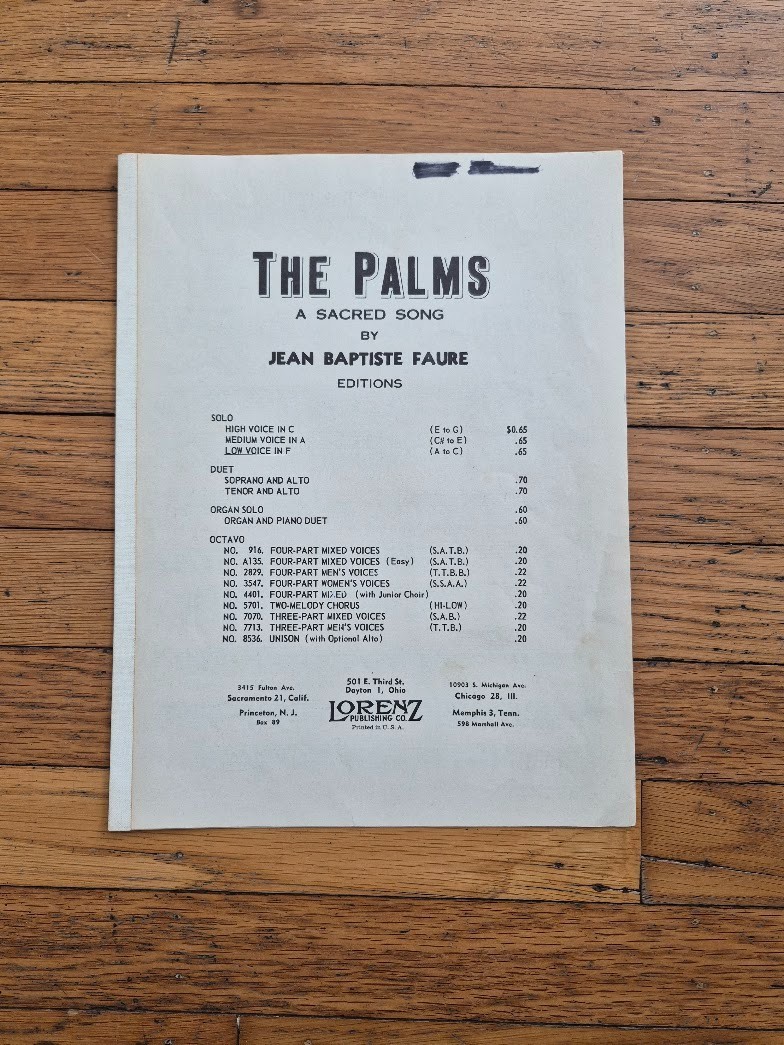 THE PALMS
A SACRED SONG
BY
JEAN BAPTISTE FAURE
EDITIONS
SOLO
HIGH VOICE IN C (E to G) $0.65
MEDIUM VOICE IN A (C# to E) .65
LOW VOICE IN F (A to C) .65
DUET
SOPRANO AND ALTO .70
TENOR AND ALTO .70
ORGAN SOLO .60
ORGAN AND PIANO DUET .60
OCTAVO
NO. 916. FOUR-PART MIXED VOICES (S.A.T.B.) .20
NO. A135. FOUR-PART MIXED VOICES (Easy) (S.A.T.B.) .20
NO. 2829. FOUR-PART MEN'S VOICES (T.T.B.B.) .22
NO. 3547. FOUR-PART WOMEN'S VOICES (S.S.A.A.) .22
NO. 4401. FOUR-PART MIXED (with Junior Choir) .20
NO. 5701. TWO-MELODY CHORUS (HI-LOW) .20
NO. 7070. THREE-PART MIXED VOICES (S.A.B.) .22
NO. 7713. THREE-PART MEN'S VOICES (T.T.B.) .20
NO. 8536. UNISON (with Optional Alto) .20
3415 Fulton Ave.
Sacramento 21, Calif.
Princeton, N. J.
Box 89
501 E. Third St.
Dayton 1, Ohio
LORENZ
PUBLISHING CO.
Printed in U. S. A.
10903 S. Michigan Ave.
Chicago 28, Ill.
Memphis 3, Tenn.
598 Marshall Ave.